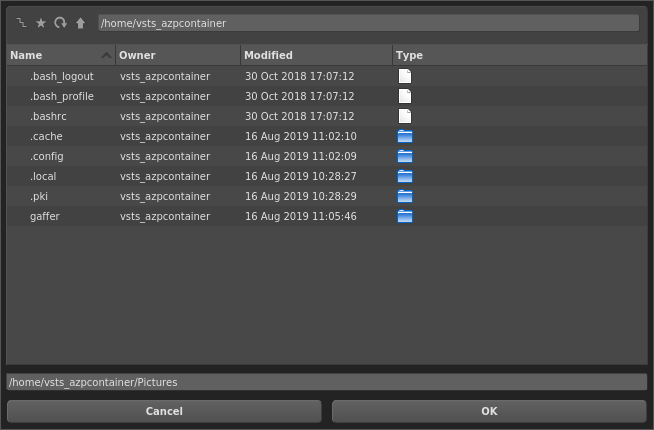 /home/vsts_azpcontainer
Name Owner Modified Type
.bash_logout vsts_azpcontainer 30 Oct 2018 17:07:12
.bash_profile vsts_azpcontainer 30 Oct 2018 17:07:12
.bashrc vsts_azpcontainer 30 Oct 2018 17:07:12
.cache vsts_azpcontainer 16 Aug 2019 11:02:10
.config vsts_azpcontainer 16 Aug 2019 11:02:09
.local vsts_azpcontainer 16 Aug 2019 10:28:27
.pki vsts_azpcontainer 16 Aug 2019 10:28:29
gaffer vsts_azpcontainer 16 Aug 2019 11:05:46
/home/vsts_azpcontainer/Pictures
Cancel OK